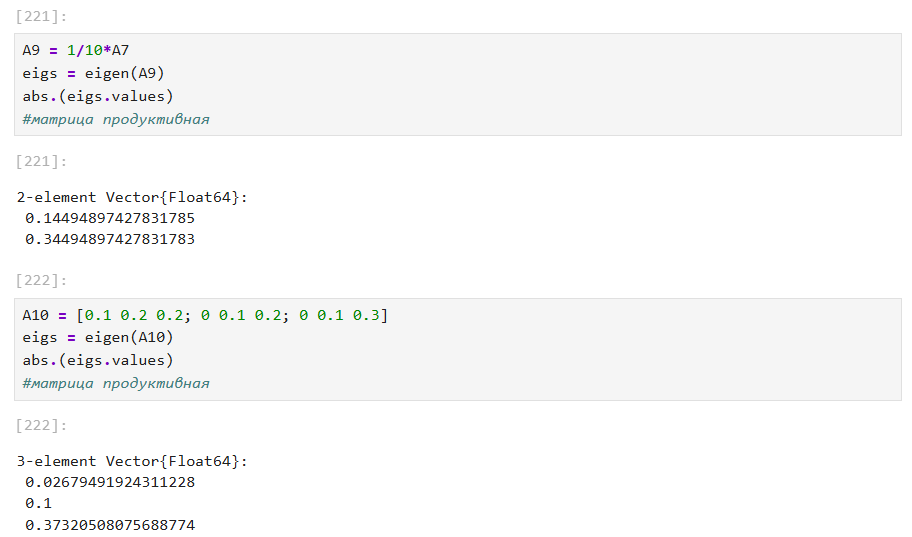 [221]:
A9 = 1/10*A7
eigs = eigen(A9)
abs.(eigs.values)
#матрица продуктивная
[221]:
2-element Vector{Float64}:
0.14494897427831785
0.34494897427831783
[222]:
A10 = [0.1 0.2 0.2; 0 0.1 0.2; 0 0.1 0.3]
eigs = eigen(A10)
abs.(eigs.values)
#матрица продуктивная
[222]:
3-element Vector{Float64}:
0.02679491924311228
0.1
0.37320508075688774